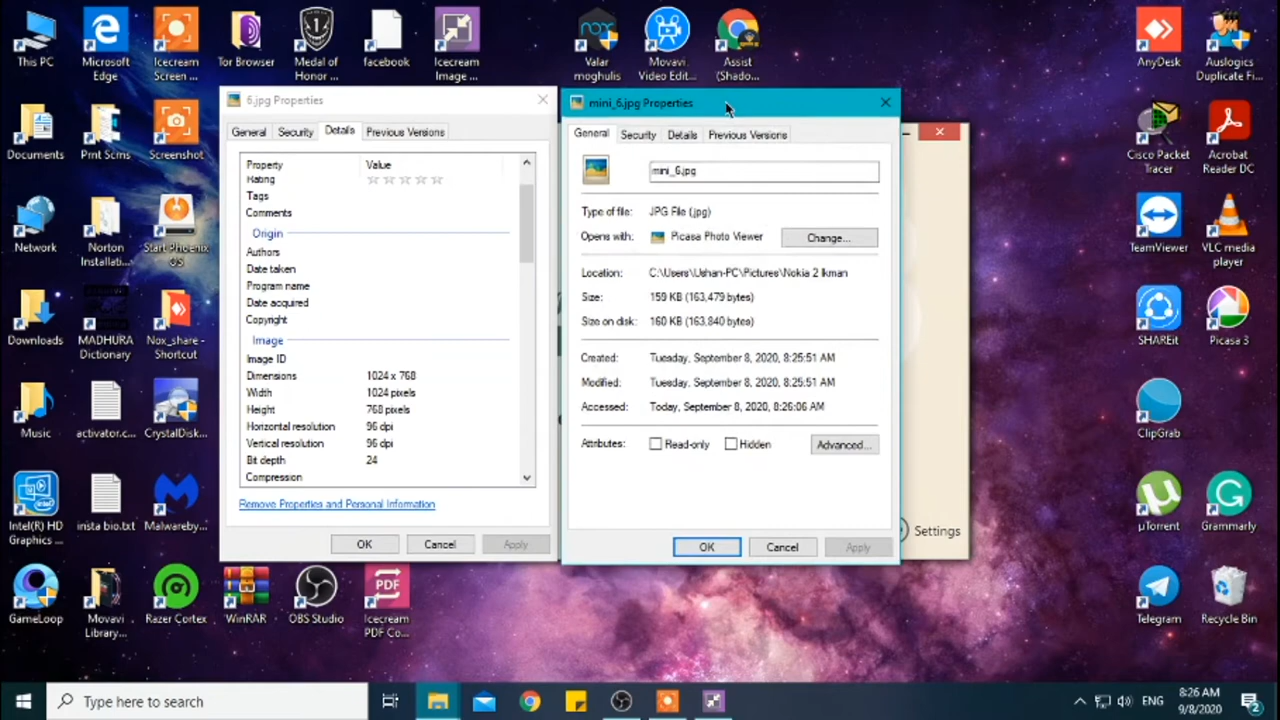 This PC
Microsoft
Edge
Icecream
Screen ...
Tor Browser
Medal of
Honor ...
facebook
Icecream
Image ...
Valar
morghulis
Movavi
Video Edit...
Assist
(Shado...
AnyDesk
Auslogics
Duplicate Fi...
Documents
Prnt Scrns
Screenshot
Cisco Packet
Tracer
Acrobat
Reader DC
Network
Norton
Installati...
Start Phoenix
OS
TeamViewer
VLC media
player
Downloads
MADHURA
Dictionary
Nox_share -
Shortcut
SHAREit
Picasa 3
Music
activator.c...
CrystalDisk...
ClipGrab
Intel(R) HD
Graphics ...
insta bio.txt
Malwareby...
µTorrent
Grammarly
GameLoop
Movavi
Library...
Razer Cortex
WinRAR
OBS Studio
PDF
Icecream
PDF Co...
Telegram
Recycle Bin
6.jpg Properties
General Security Details Previous Versions
Property Value
Rating
Tags
Comments
Origin
Authors
Date taken
Program name
Date acquired
Copyright
Image
Image ID
Dimensions 1024 x 768
Width 1024 pixels
Height 768 pixels
Horizontal resolution 96 dpi
Vertical resolution 96 dpi
Bit depth 24
Compression
Remove Properties and Personal Information
OK Cancel Apply
mini_6.jpg Properties
General Security Details Previous Versions
mini_6.jpg
Type of file: JPG File (.jpg)
Opens with: Picasa Photo Viewer Change...
Location: C:\Users\Ushan-PC\Pictures\Nokia 2 Ikman
Size: 159 KB (163,479 bytes)
Size on disk: 160 KB (163,840 bytes)
Created: Tuesday, September 8, 2020, 8:25:51 AM
Modified: Tuesday, September 8, 2020, 8:25:51 AM
Accessed: Today, September 8, 2020, 8:26:06 AM
Attributes: Read-only Hidden Advanced...
OK Cancel Apply
Settings
Type here to search
ENG
8:26 AM
9/8/2020
2